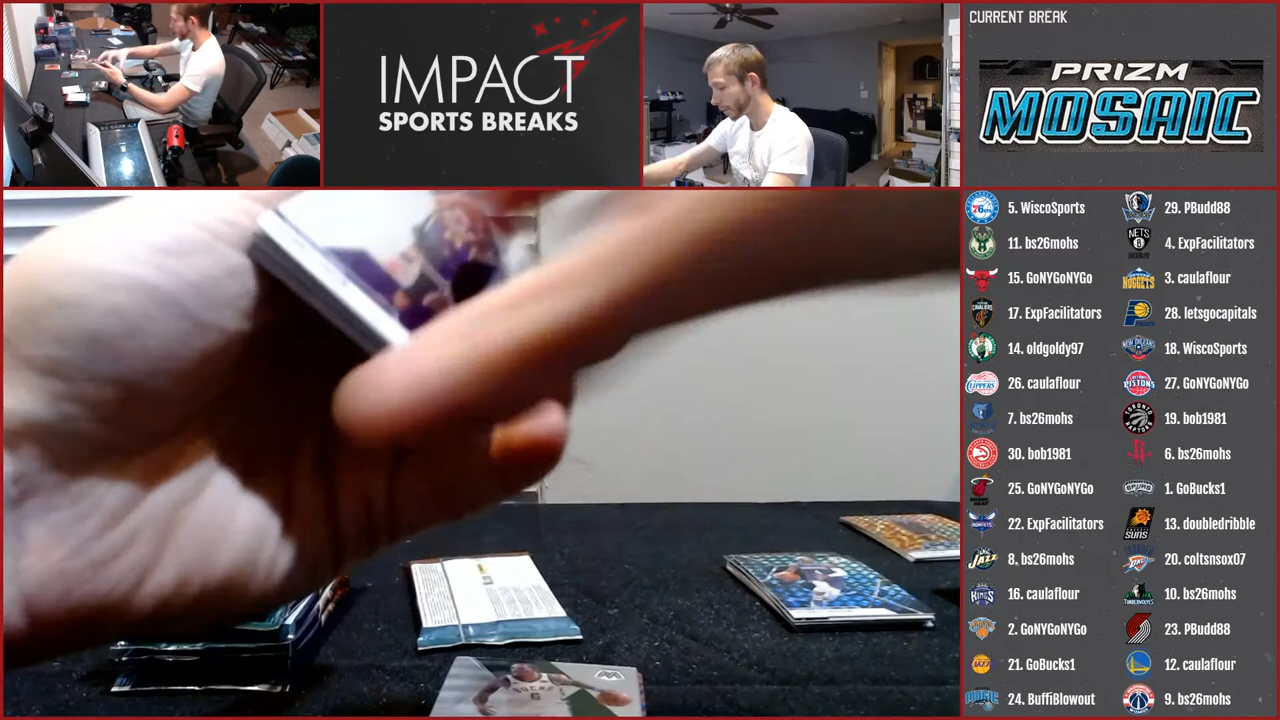 IMPACT
SPORTS BREAKS
CURRENT BREAK
PRIZM
MOSAIC
5. WiscoSports
29. PBudd88
11. bs26mohs
4. ExpFacilitators
15. GoNYGoNYGo
3. caulaflour
17. ExpFacilitators
28. letsgocapitals
14. oldgoldy97
18. WiscoSports
26. caulaflour
27. GoNYGoNYGo
7. bs26mohs
19. bob1981
30. bob1981
6. bs26mohs
25. GoNYGoNYGo
1. GoBucks1
22. ExpFacilitators
13. doubledribble
8. bs26mohs
20. coltsnsox07
16. caulaflour
10. bs26mohs
2. GoNYGoNYGo
23. PBudd88
21. GoBucks1
12. caulaflour
24. BuffiBlowout
9. bs26mohs
BUCKS
6